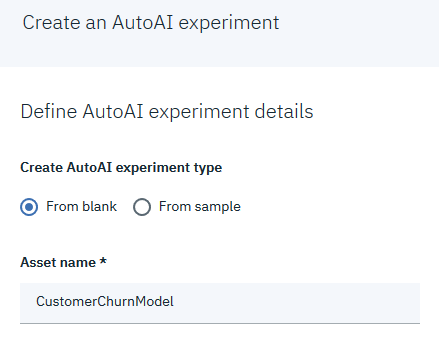 Create an AutoAI experiment
Define AutoAI experiment details
Create AutoAI experiment type
From blank From sample
Asset name *
CustomerChurnModel